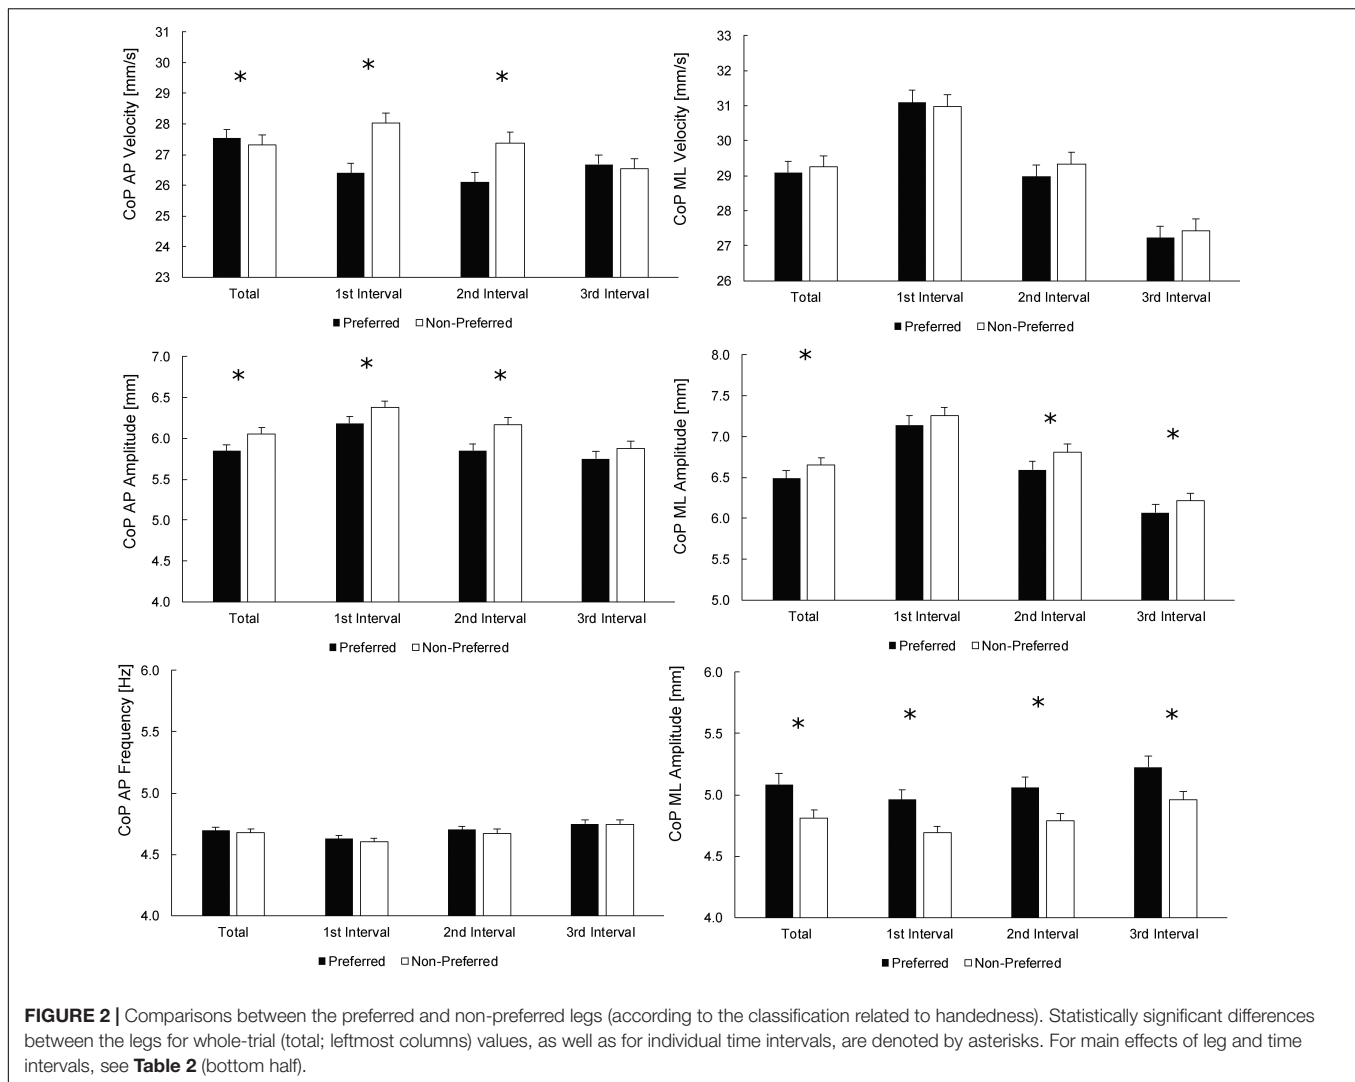 CoP AP Velocity [mm/s]
31
30
29
28
27
26
25
24
23
* * *
Total 1st Interval 2nd Interval 3rd Interval
Preferred Non-Preferred
CoP ML Velocity [mm/s]
33
32
31
30
29
28
27
26
Total 1st Interval 2nd Interval 3rd Interval
Preferred Non-Preferred
CoP AP Amplitude [mm]
7.0
6.5
6.0
5.5
5.0
4.5
4.0
* * *
Total 1st Interval 2nd Interval 3rd Interval
Preferred Non-Preferred
CoP ML Amplitude [mm]
8.0
7.5
7.0
6.5
6.0
5.5
5.0
* * *
Total 1st Interval 2nd Interval 3rd Interval
Preferred Non-Preferred
CoP AP Frequency [Hz]
6.0
5.5
5.0
4.5
4.0
Total 1st Interval 2nd Interval 3rd Interval
Preferred Non-Preferred
CoP ML Amplitude [mm]
6.0
5.5
5.0
4.5
4.0
* * * *
Total 1st Interval 2nd Interval 3rd Interval
Preferred Non-Preferred
FIGURE 2 | Comparisons between the preferred and non-preferred legs (according to the classification related to handedness). Statistically significant differences
between the legs for whole-trial (total; leftmost columns) values, as well as for individual time intervals, are denoted by asterisks. For main effects of leg and time
intervals, see Table 2 (bottom half).